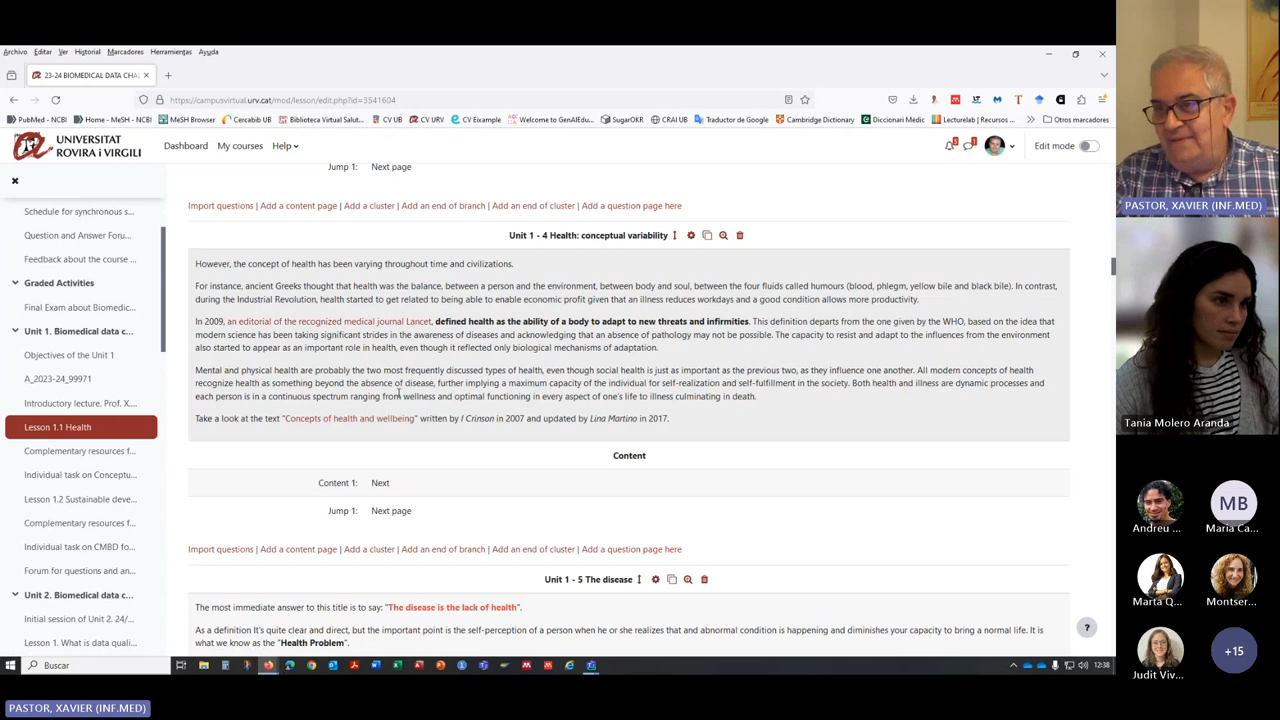 Archivo Editar Ver Historial Marcadores Herramientas Ayuda
23-24 BIOMEDICAL DATA CHA
https://campusvirtual.urv.cat/mod/lesson/edit.php?id=3541604
PubMed - NCBI Home - MeSH - NCBI MeSH Browser Cercabib UB Biblioteca Virtual Salut... CV UB CV URV CV Eixample Welcome to GenAIEdu... SugarOKR CRAI UB Traductor de Google Cambridge Dictionary Diccionari Mèdic Lecturelab | Recursos ... Otros marcadores
UNIVERSITAT
ROVIRA i VIRGILI
Dashboard My courses Help Edit mode
Schedule for synchronous s...
Question and Answer Foru...
Feedback about the course ...
Graded Activities
Final Exam about Biomedic...
Unit 1. Biomedical data c...
Objectives of the Unit 1
A_2023-24_99971
Introductory lecture. Prof. X....
Lesson 1.1 Health
Complementary resources f...
Individual task on Conceptu...
Lesson 1.2 Sustainable deve...
Complementary resources f...
Individual task on CMBD fo...
Forum for questions and an...
Unit 2. Biomedical data c...
Initial session of Unit 2. 24/...
Lesson 1. What is data quali...
Jump 1: Next page
Import questions | Add a content page | Add a cluster | Add an end of branch | Add an end of cluster | Add a question page here
Unit 1 - 4 Health: conceptual variability
However, the concept of health has been varying throughout time and civilizations.
For instance, ancient Greeks thought that health was the balance, between a person and the environment, between body and soul, between the four fluids called humours (blood, phlegm, yellow bile and black bile). In contrast,
during the Industrial Revolution, health started to get related to being able to enable economic profit given that an illness reduces workdays and a good condition allows more productivity.
In 2009, an editorial of the recognized medical journal Lancet, defined health as the ability of a body to adapt to new threats and infirmities. This definition departs from the one given by the WHO, based on the idea that
modern science has been taking significant strides in the awareness of diseases and acknowledging that an absence of pathology may not be possible. The capacity to resist and adapt to the influences from the environment
also started to appear as an important role in health, even though it reflected only biological mechanisms of adaptation.
Mental and physical health are probably the two most frequently discussed types of health, even though social health is just as important as the previous two, as they influence one another. All modern concepts of health
recognize health as something beyond the absence of disease, further implying a maximum capacity of the individual for self-realization and self-fulfillment in the society. Both health and illness are dynamic processes and
each person is in a continuous spectrum ranging from wellness and optimal functioning in every aspect of one's life to illness culminating in death.
Take a look at the text "Concepts of health and wellbeing" written by I Crinson in 2007 and updated by Lina Martino in 2017.
Content
Content 1: Next
Jump 1: Next page
Import questions | Add a content page | Add a cluster | Add an end of branch | Add an end of cluster | Add a question page here
Unit 1 - 5 The disease
The most immediate answer to this title is to say: "The disease is the lack of health".
As a definition It's quite clear and direct, but the important point is the self-perception of a person when he or she realizes that and abnormal condition is happening and diminishes your capacity to bring a normal life. It is
what we know as the "Health Problem".
?
Buscar
12:38
PASTOR, XAVIER (INF.MED)
Tania Molero Aranda
Andreu ...
MB
Maria Ca...
Marta Q...
Montser...
Judit Viv...
+15
PASTOR, XAVIER (INF.MED)